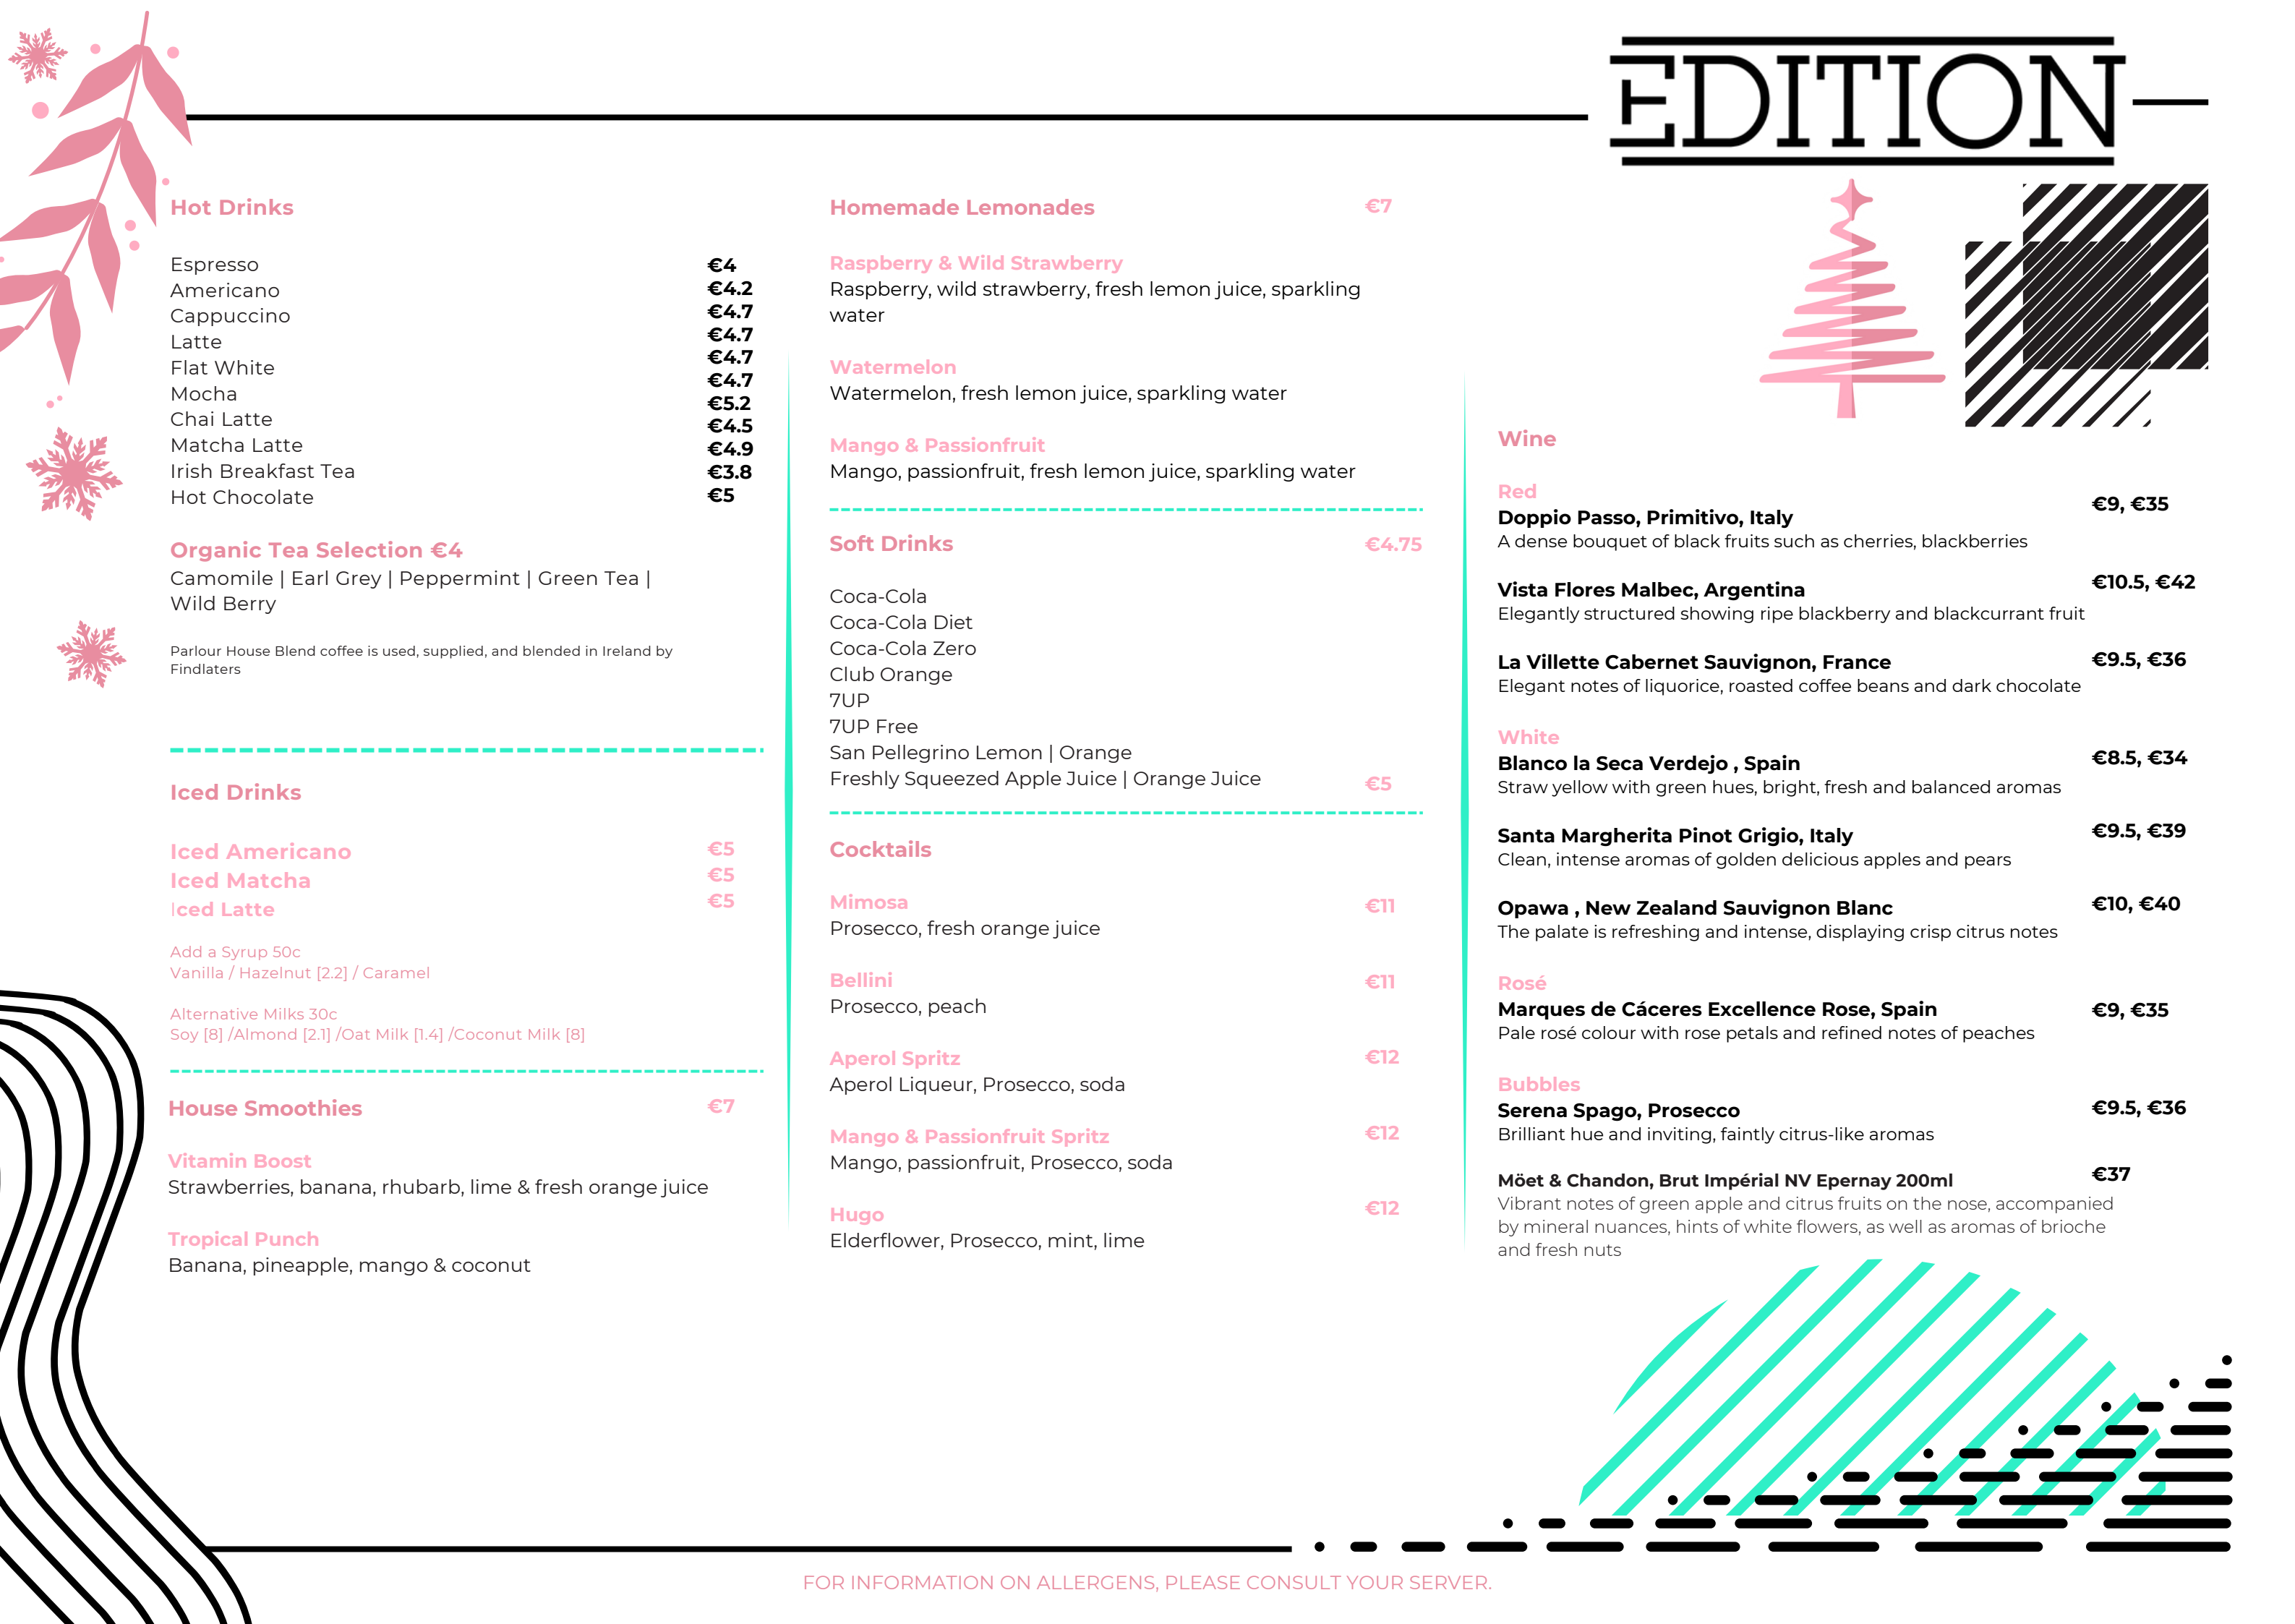 EDITION
Hot Drinks
Espresso
Americano
Cappuccino
Latte
Flat White
Mocha
Chai Latte
Matcha Latte
Irish Breakfast Tea
Hot Chocolate
€4
€4.2
€4.7
€4.7
€4.7
€4.7
€5.2
€4.5
€4.9
€3.8
€5
Organic Tea Selection €4
Camomile | Earl Grey | Peppermint | Green Tea |
Wild Berry
Parlour House Blend coffee is used, supplied, and blended in Ireland by
Findlaters
Iced Drinks
Iced Americano €5
Iced Matcha €5
Iced Latte €5
Add a Syrup 50c
Vanilla / Hazelnut [2.2] / Caramel
Alternative Milks 30c
Soy [8] /Almond [2.1] /Oat Milk [1.4] /Coconut Milk [8]
House Smoothies €7
Vitamin Boost
Strawberries, banana, rhubarb, lime & fresh orange juice
Tropical Punch
Banana, pineapple, mango & coconut
Homemade Lemonades €7
Raspberry & Wild Strawberry
Raspberry, wild strawberry, fresh lemon juice, sparkling
water
Watermelon
Watermelon, fresh lemon juice, sparkling water
Mango & Passionfruit
Mango, passionfruit, fresh lemon juice, sparkling water
Soft Drinks €4.75
Coca-Cola
Coca-Cola Diet
Coca-Cola Zero
Club Orange
7UP
7UP Free
San Pellegrino Lemon | Orange
Freshly Squeezed Apple Juice | Orange Juice €5
Cocktails
Mimosa €11
Prosecco, fresh orange juice
Bellini €11
Prosecco, peach
Aperol Spritz €12
Aperol Liqueur, Prosecco, soda
Mango & Passionfruit Spritz €12
Mango, passionfruit, Prosecco, soda
Hugo €12
Elderflower, Prosecco, mint, lime
Wine
Red
Doppio Passo, Primitivo, Italy €9, €35
A dense bouquet of black fruits such as cherries, blackberries
Vista Flores Malbec, Argentina €10.5, €42
Elegantly structured showing ripe blackberry and blackcurrant fruit
La Villette Cabernet Sauvignon, France €9.5, €36
Elegant notes of liquorice, roasted coffee beans and dark chocolate
White
Blanco la Seca Verdejo , Spain €8.5, €34
Straw yellow with green hues, bright, fresh and balanced aromas
Santa Margherita Pinot Grigio, Italy €9.5, €39
Clean, intense aromas of golden delicious apples and pears
Opawa , New Zealand Sauvignon Blanc €10, €40
The palate is refreshing and intense, displaying crisp citrus notes
Rosé
Marques de Cáceres Excellence Rose, Spain €9, €35
Pale rosé colour with rose petals and refined notes of peaches
Bubbles
Serena Spago, Prosecco €9.5, €36
Brilliant hue and inviting, faintly citrus-like aromas
Möet & Chandon, Brut Impérial NV Epernay 200ml €37
Vibrant notes of green apple and citrus fruits on the nose, accompanied
by mineral nuances, hints of white flowers, as well as aromas of brioche
and fresh nuts
FOR INFORMATION ON ALLERGENS, PLEASE CONSULT YOUR SERVER.